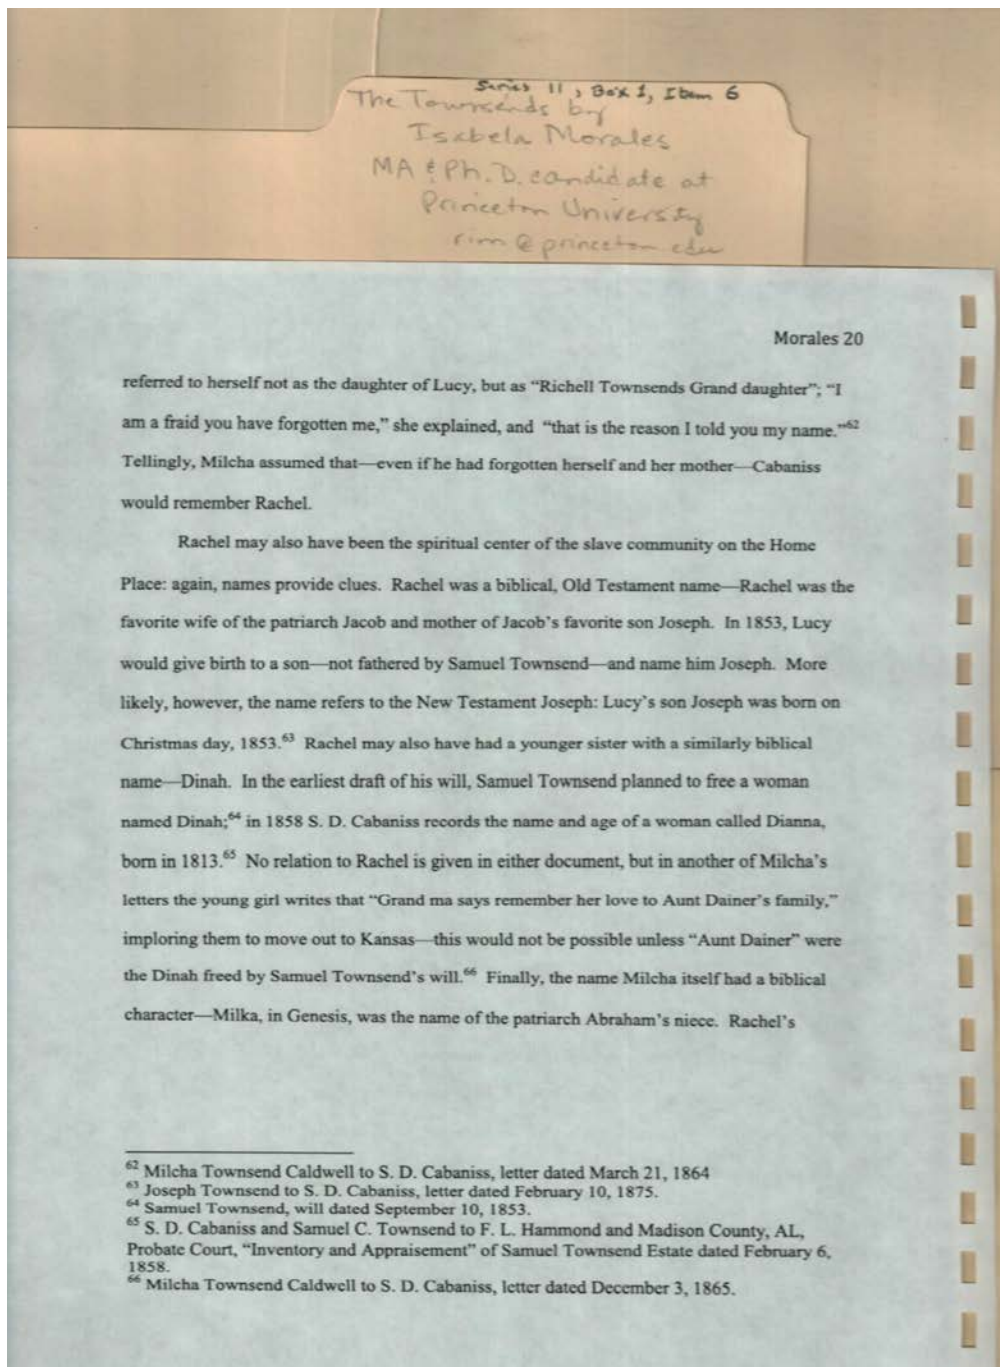 Series 11, Box 1, Item 6
The Townsends by
Isabela Morales
MA & Ph.D. candidate at
Princeton University
rim@princeton.edu
Morales 20
referred to herself not as the daughter of Lucy, but as “Richell Townsends Grand daughter”; “I
am a fraid you have forgotten me,” she explained, and “that is the reason I told you my name.”62
Tellingly, Milcha assumed that—even if he had forgotten herself and her mother—Cabaniss
would remember Rachel.
Rachel may also have been the spiritual center of the slave community on the Home
Place: again, names provide clues. Rachel was a biblical, Old Testament name—Rachel was the
favorite wife of the patriarch Jacob and mother of Jacob’s favorite son Joseph. In 1853, Lucy
would give birth to a son—not fathered by Samuel Townsend—and name him Joseph. More
likely, however, the name refers to the New Testament Joseph: Lucy’s son Joseph was born on
Christmas day, 1853.63 Rachel may also have had a younger sister with a similarly biblical
name—Dinah. In the earliest draft of his will, Samuel Townsend planned to free a woman
named Dinah;64 in 1858 S. D. Cabaniss records the name and age of a woman called Dianna,
born in 1813.65 No relation to Rachel is given in either document, but in another of Milcha’s
letters the young girl writes that “Grand ma says remember her love to Aunt Dainer’s family,”
imploring them to move out to Kansas—this would not be possible unless “Aunt Dainer” were
the Dinah freed by Samuel Townsend’s will.66 Finally, the name Milcha itself had a biblical
character—Milka, in Genesis, was the name of the patriarch Abraham’s niece. Rachel’s
62 Milcha Townsend Caldwell to S. D. Cabaniss, letter dated March 21, 1864
63 Joseph Townsend to S. D. Cabaniss, letter dated February 10, 1875.
64 Samuel Townsend, will dated September 10, 1853.
65 S. D. Cabaniss and Samuel C. Townsend to F. L. Hammond and Madison County, AL,
Probate Court, “Inventory and Appraisement” of Samuel Townsend Estate dated February 6,
1858.
66 Milcha Townsend Caldwell to S. D. Cabaniss, letter dated December 3, 1865.